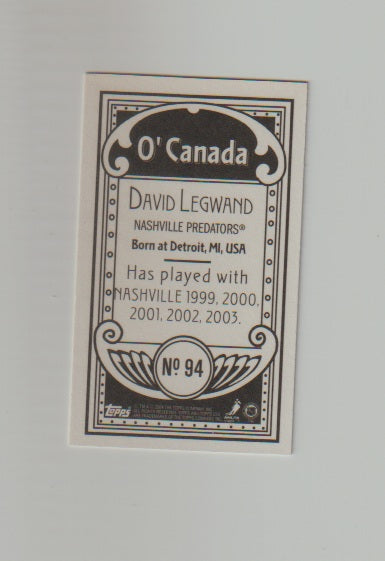 O' Canada
DAVID LEGWAND
NASHVILLE PREDATORS®
Born at Detroit, MI, USA
Has played with
NASHVILLE 1999, 2000,
2001, 2002, 2003.
Nº 94
Topps